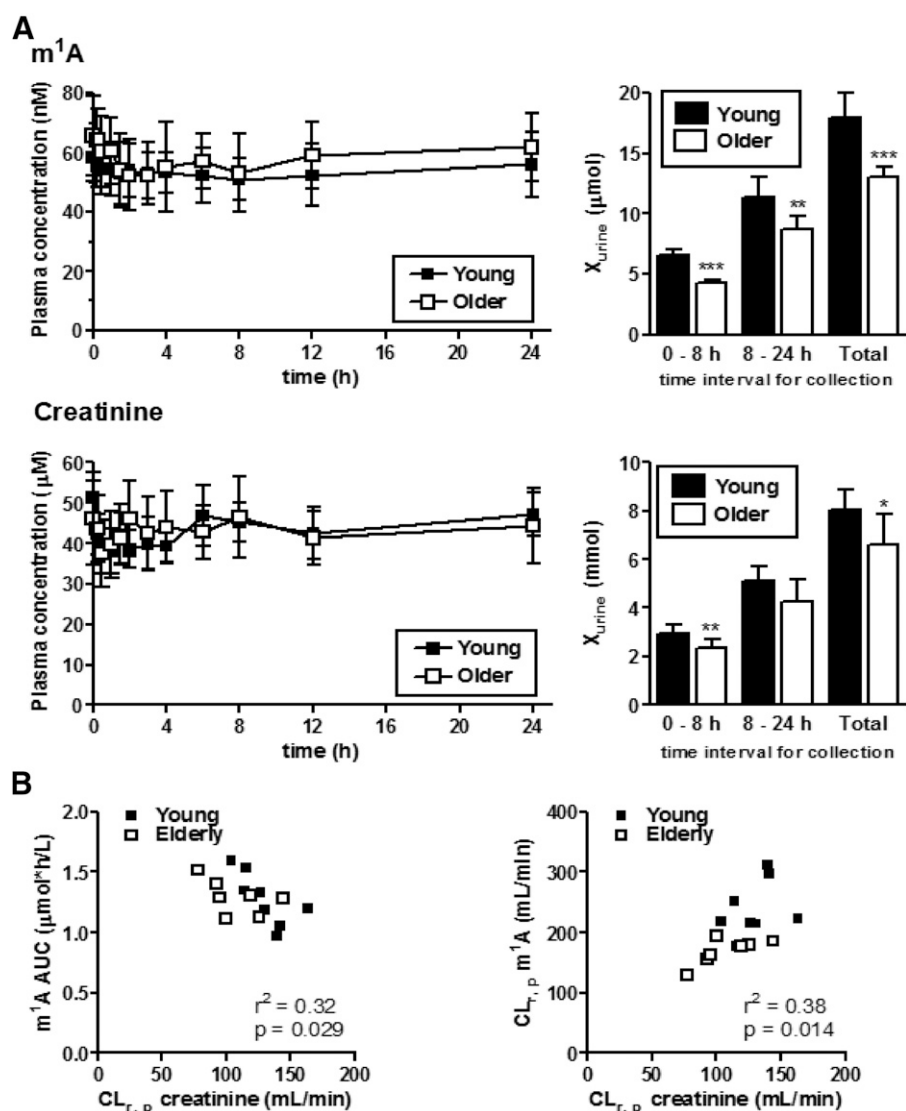 A
m¹A
Plasma concentration (nM)
80
60
40
20
0
0 4 8 12 16 20 24
time (h)
Young
Older
X urine (μmol)
20
15
10
5
0
Young
Older
***
**
***
0 - 8 h 8 - 24 h Total
time interval for collection
Creatinine
Plasma concentration (μM)
60
50
40
30
20
10
0
0 4 8 12 16 20 24
time (h)
Young
Older
X urine (mmol)
10
8
6
4
2
0
Young
Older
**
*
0 - 8 h 8 - 24 h Total
time interval for collection
B
m¹A AUC (μmol*h/L)
2.0
1.5
1.0
0.5
0.0
Young
Elderly
r² = 0.32
p = 0.029
0 50 100 150 200
CLr, p creatinine (mL/min)
CLr, p m¹A (mL/min)
400
300
200
100
0
Young
Elderly
r² = 0.38
p = 0.014
0 50 100 150 200
CLr, p creatinine (mL/min)